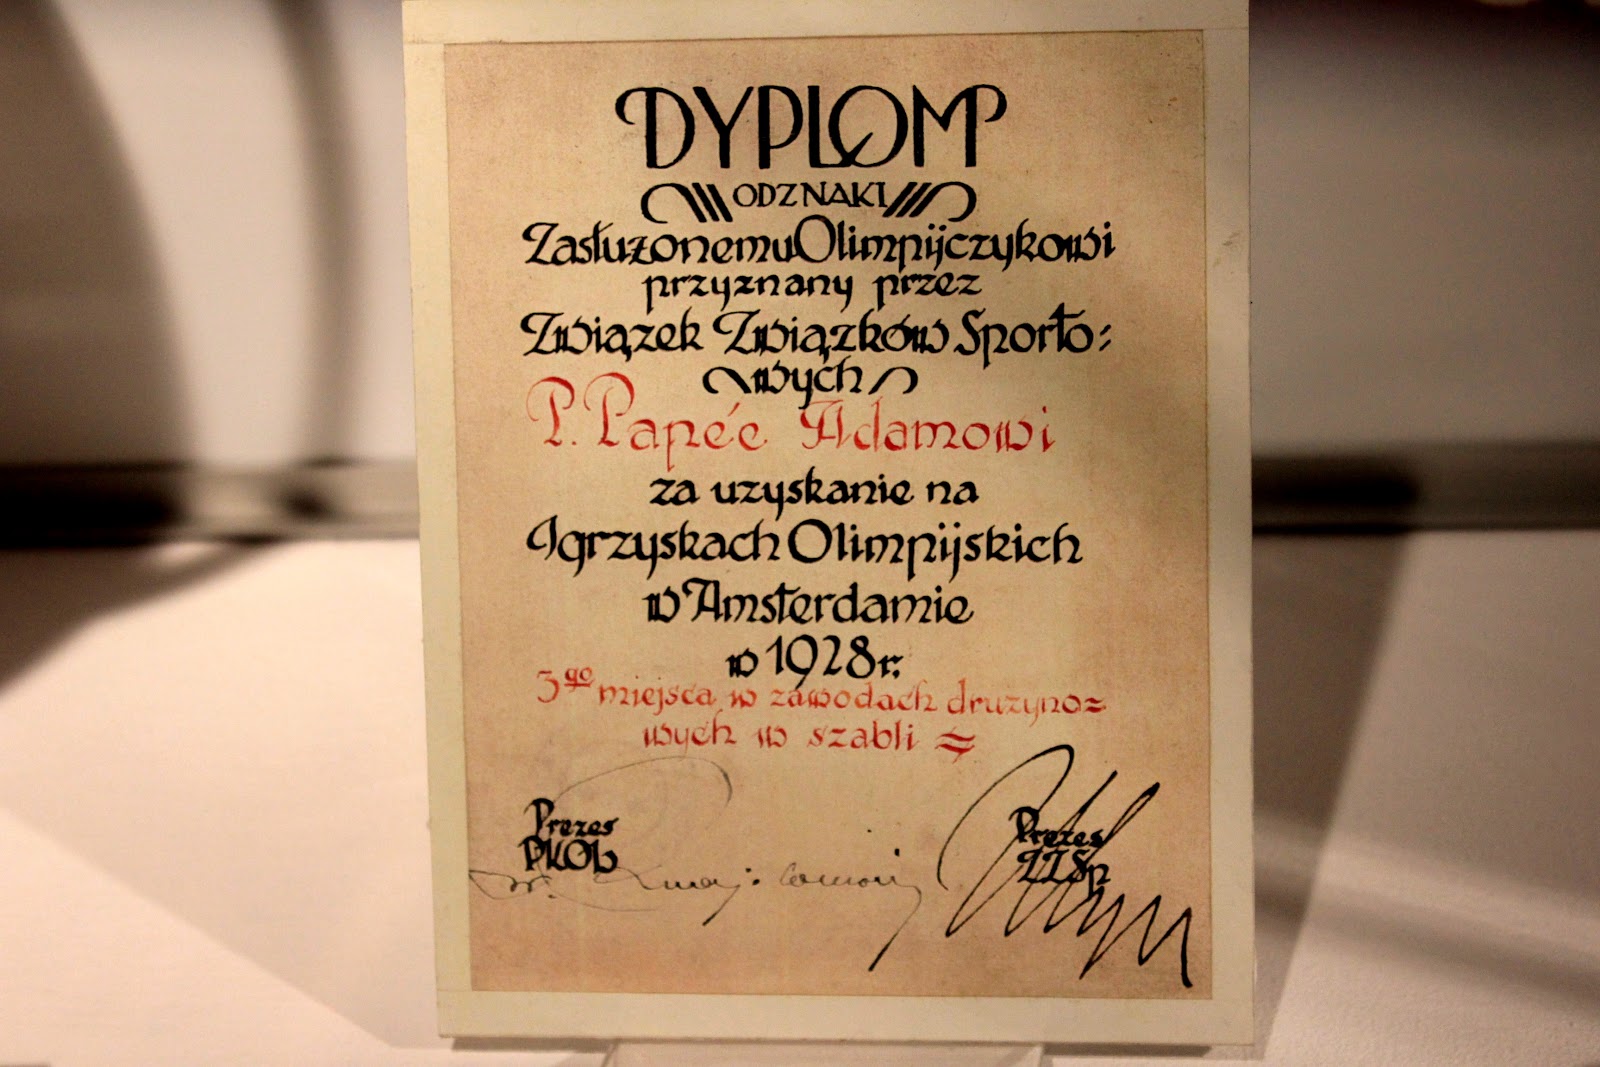 DYPLOM
ODZNAKI
Zasłużonemu Olimpijczykowi
przyznany przez
Związek Związków Sporto-
wych
P. Papée Adamowi
za uzyskanie na
Igrzyskach Olimpijskich
w Amsterdamie
w 1928 r.
3go miejsca w zawodach drużyno=
wych w szabli
Prezes
PKOL
Prezes
ZZSp